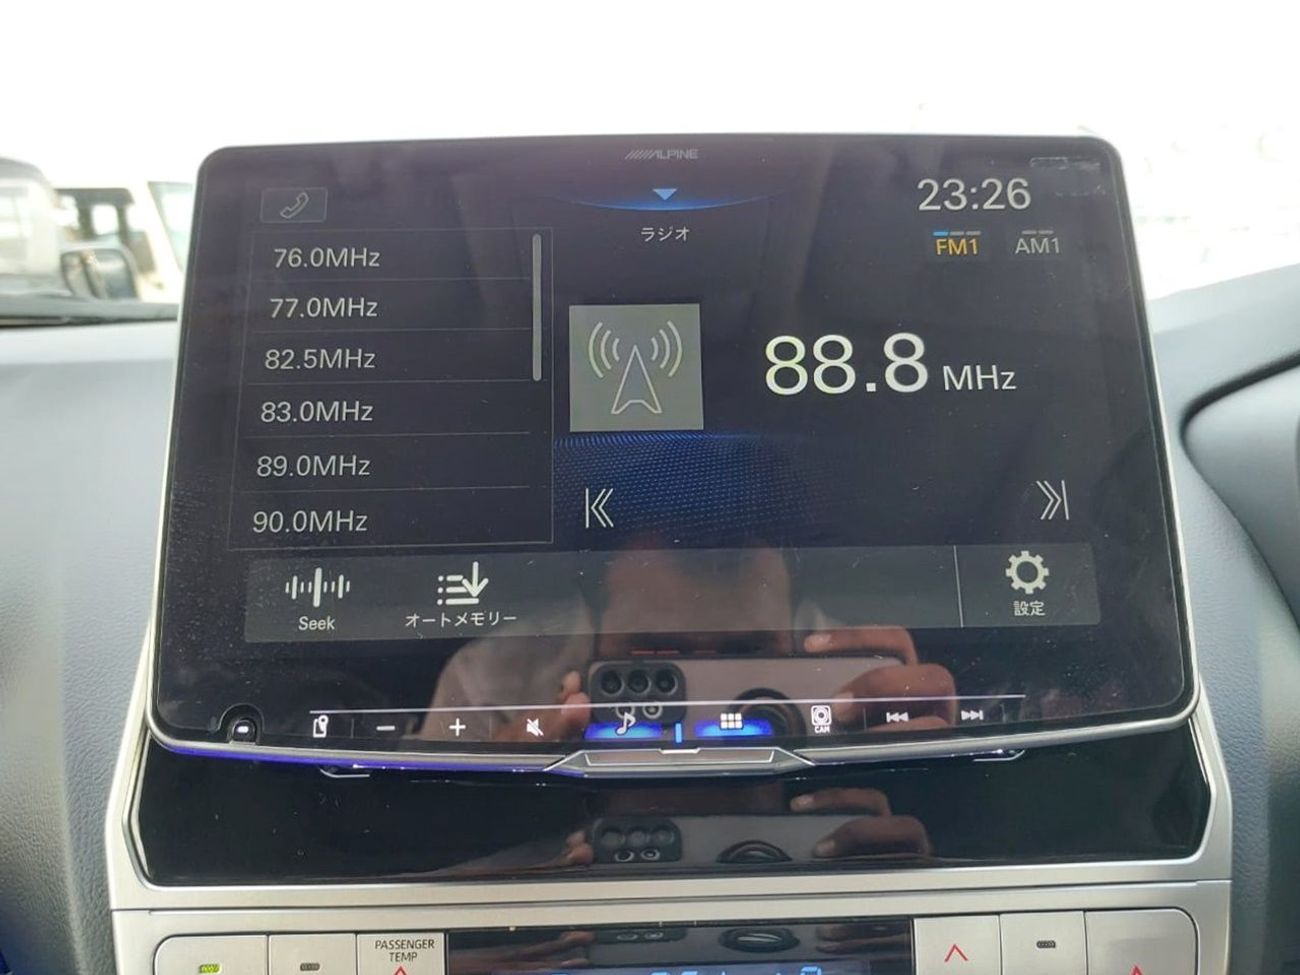 ALPINE
23:26
ラジオ
FM1 AM1
76.0MHz
77.0MHz
82.5MHz
83.0MHz
89.0MHz
90.0MHz
88.8 MHz
Seek
オートメモリー
設定
CAM
PASSENGER
TEMP